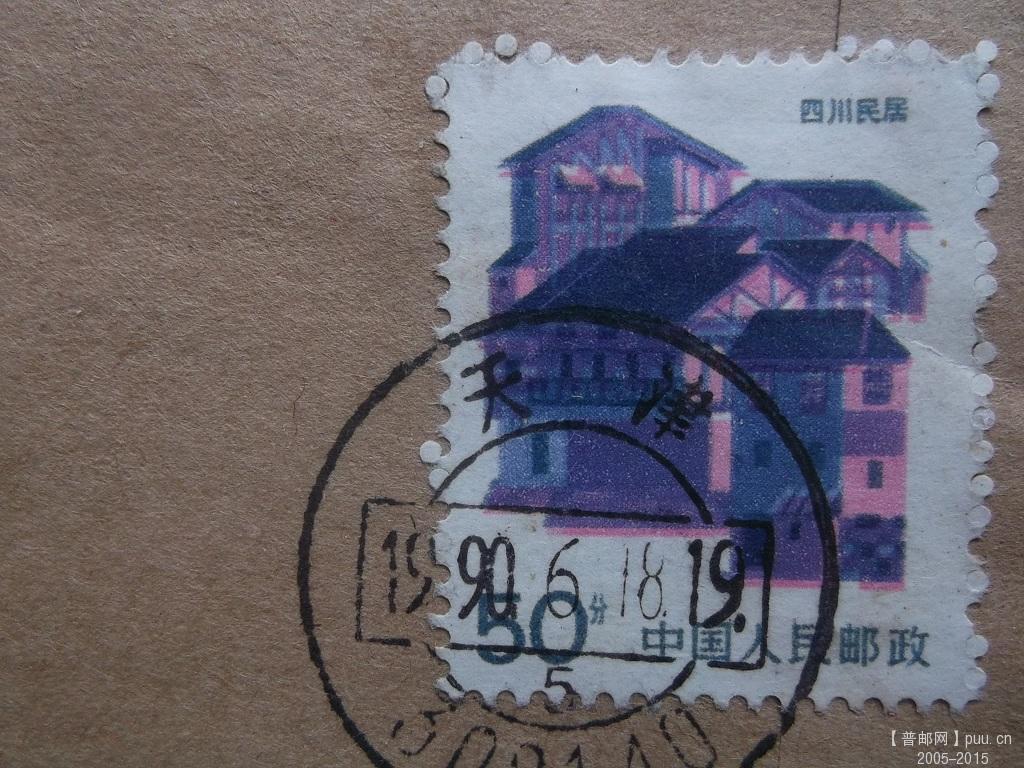 四川民居
天津
1990.6.18.19.
50分
中国人民邮政
5
【普邮网】puu.cn
2005-2015